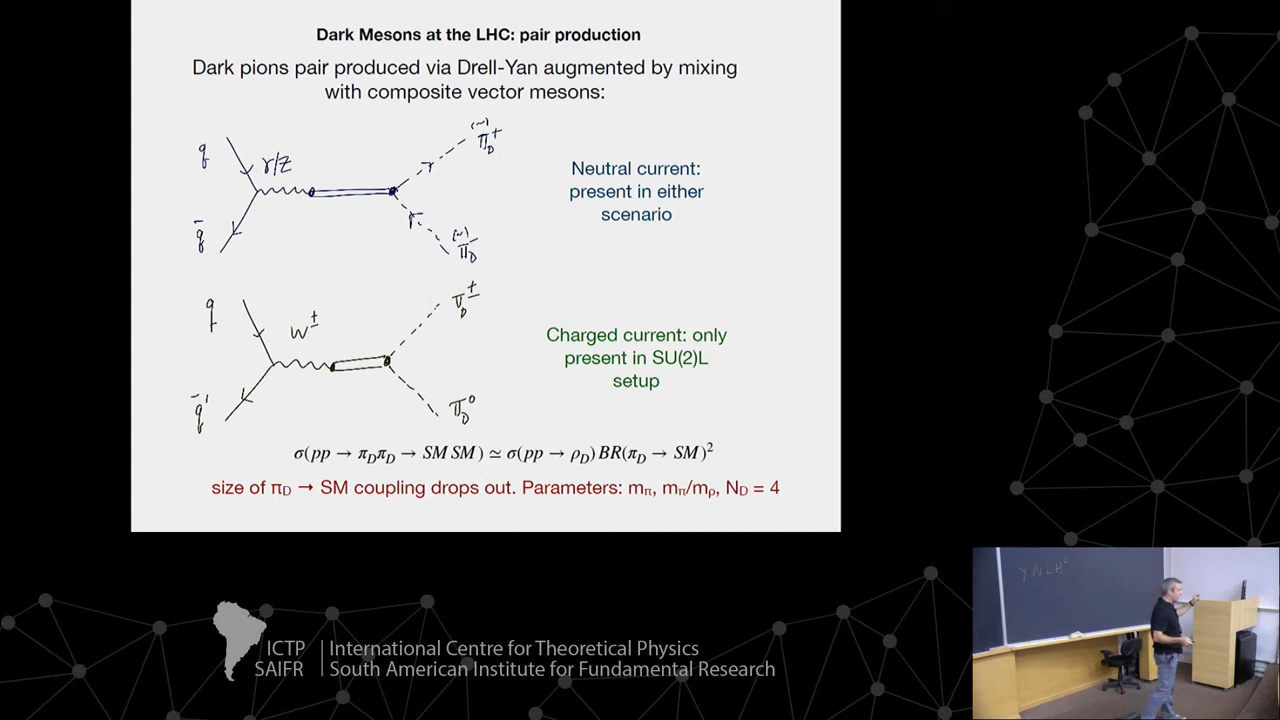 Dark Mesons at the LHC: pair production
Dark pions pair produced via Drell-Yan augmented by mixing
with composite vector mesons:
q
γ/Z
q̄
(~)
π_D^+
(~)
π_D^-
Neutral current:
present in either
scenario
q
W^±
q̄'
π_D^±
π_D^0
Charged current: only
present in SU(2)L
setup
σ(pp → π_D π_D → SM SM) ≃ σ(pp → ρ_D) BR(π_D → SM)^2
size of π_D → SM coupling drops out. Parameters: m_π, m_π/m_ρ, N_D = 4
YNLH^c
ICTP
SAIFR
International Centre for Theoretical Physics
South American Institute for Fundamental Research